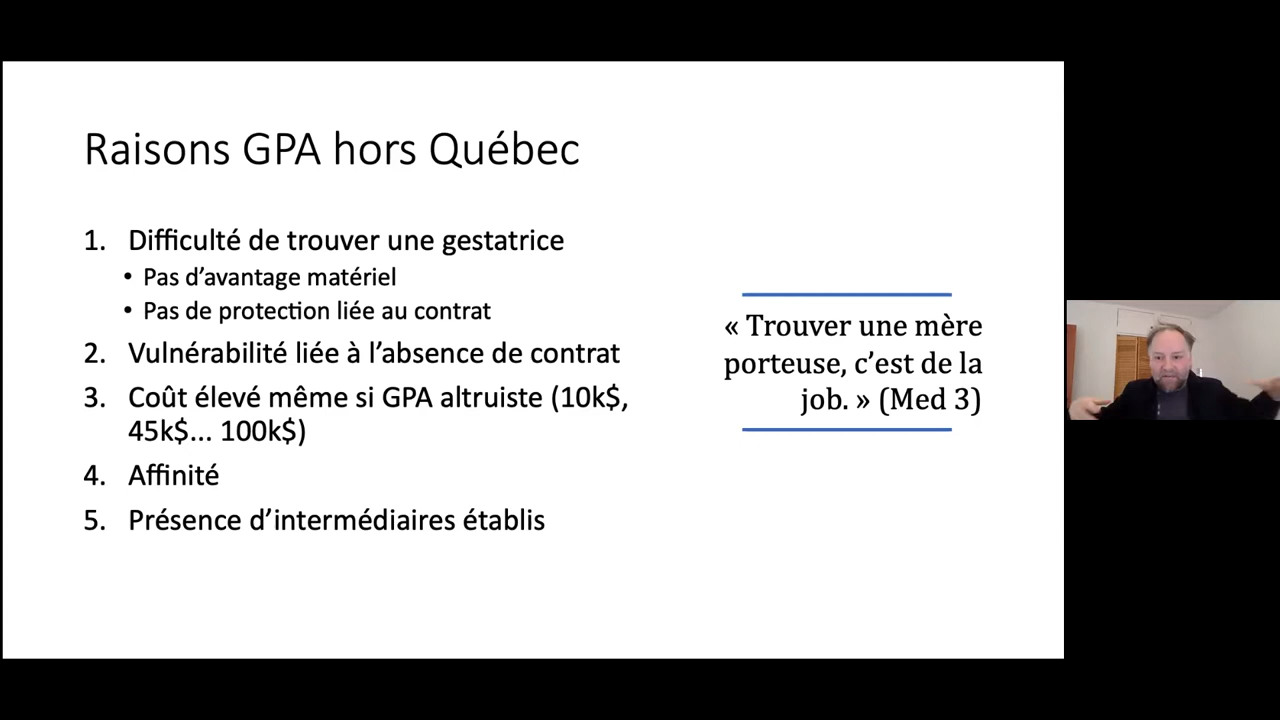 Raisons GPA hors Québec
1. Difficulté de trouver une gestatrice
• Pas d’avantage matériel
• Pas de protection liée au contrat
2. Vulnérabilité liée à l’absence de contrat
3. Coût élevé même si GPA altruiste (10k$,
45k$... 100k$)
4. Affinité
5. Présence d’intermédiaires établis
« Trouver une mère
porteuse, c’est de la
job. » (Med 3)